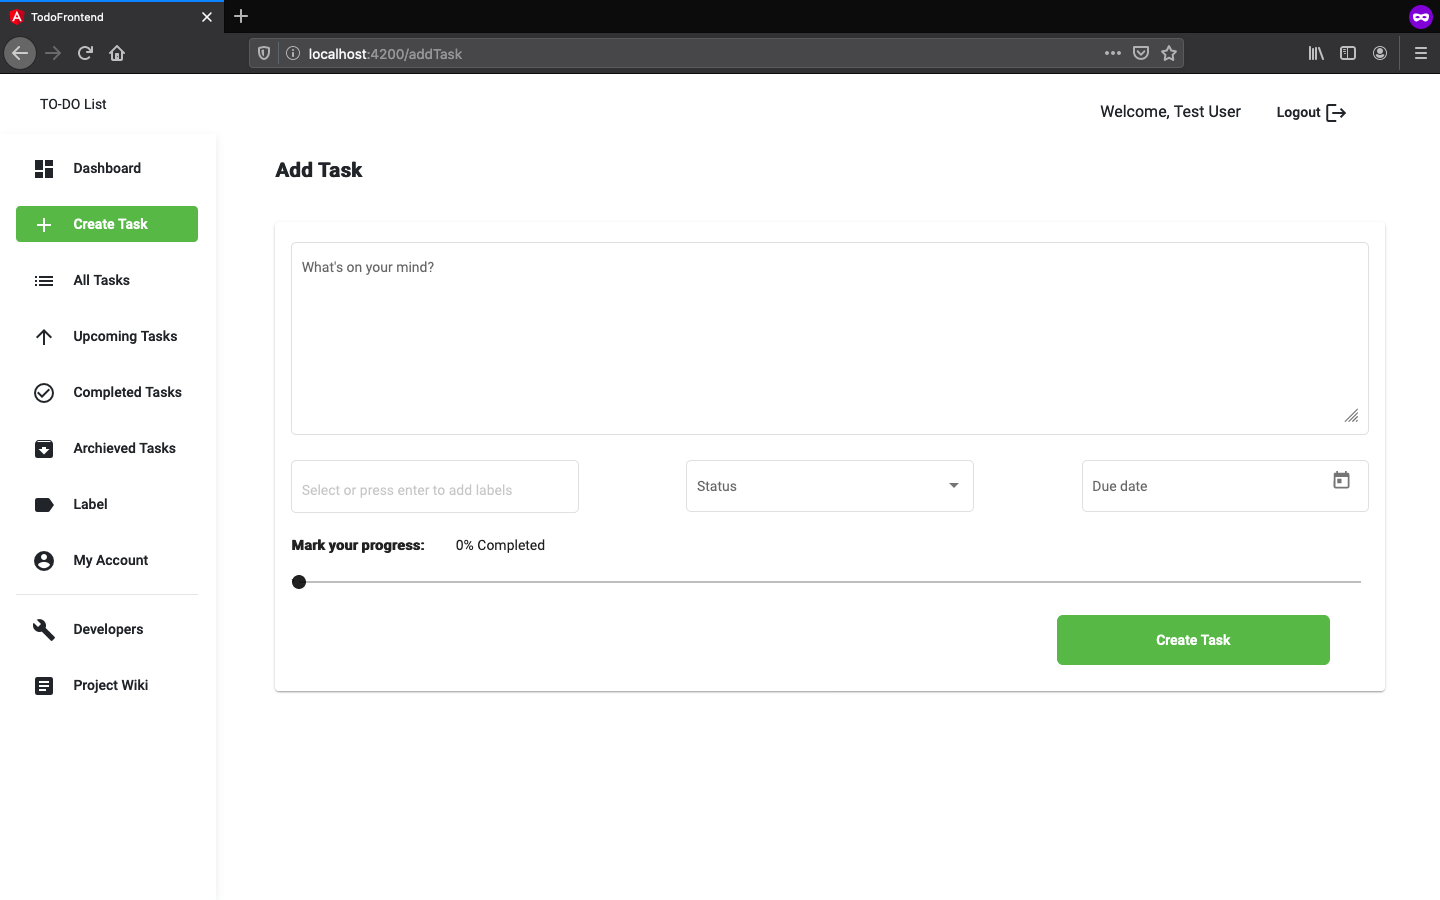 TodoFrontend
localhost:4200/addTask
TO-DO List
Welcome, Test User
Logout
Dashboard
Create Task
All Tasks
Upcoming Tasks
Completed Tasks
Archieved Tasks
Label
My Account
Developers
Project Wiki
Add Task
What's on your mind?
Select or press enter to add labels
Status
Due date
Mark your progress: 0% Completed
Create Task